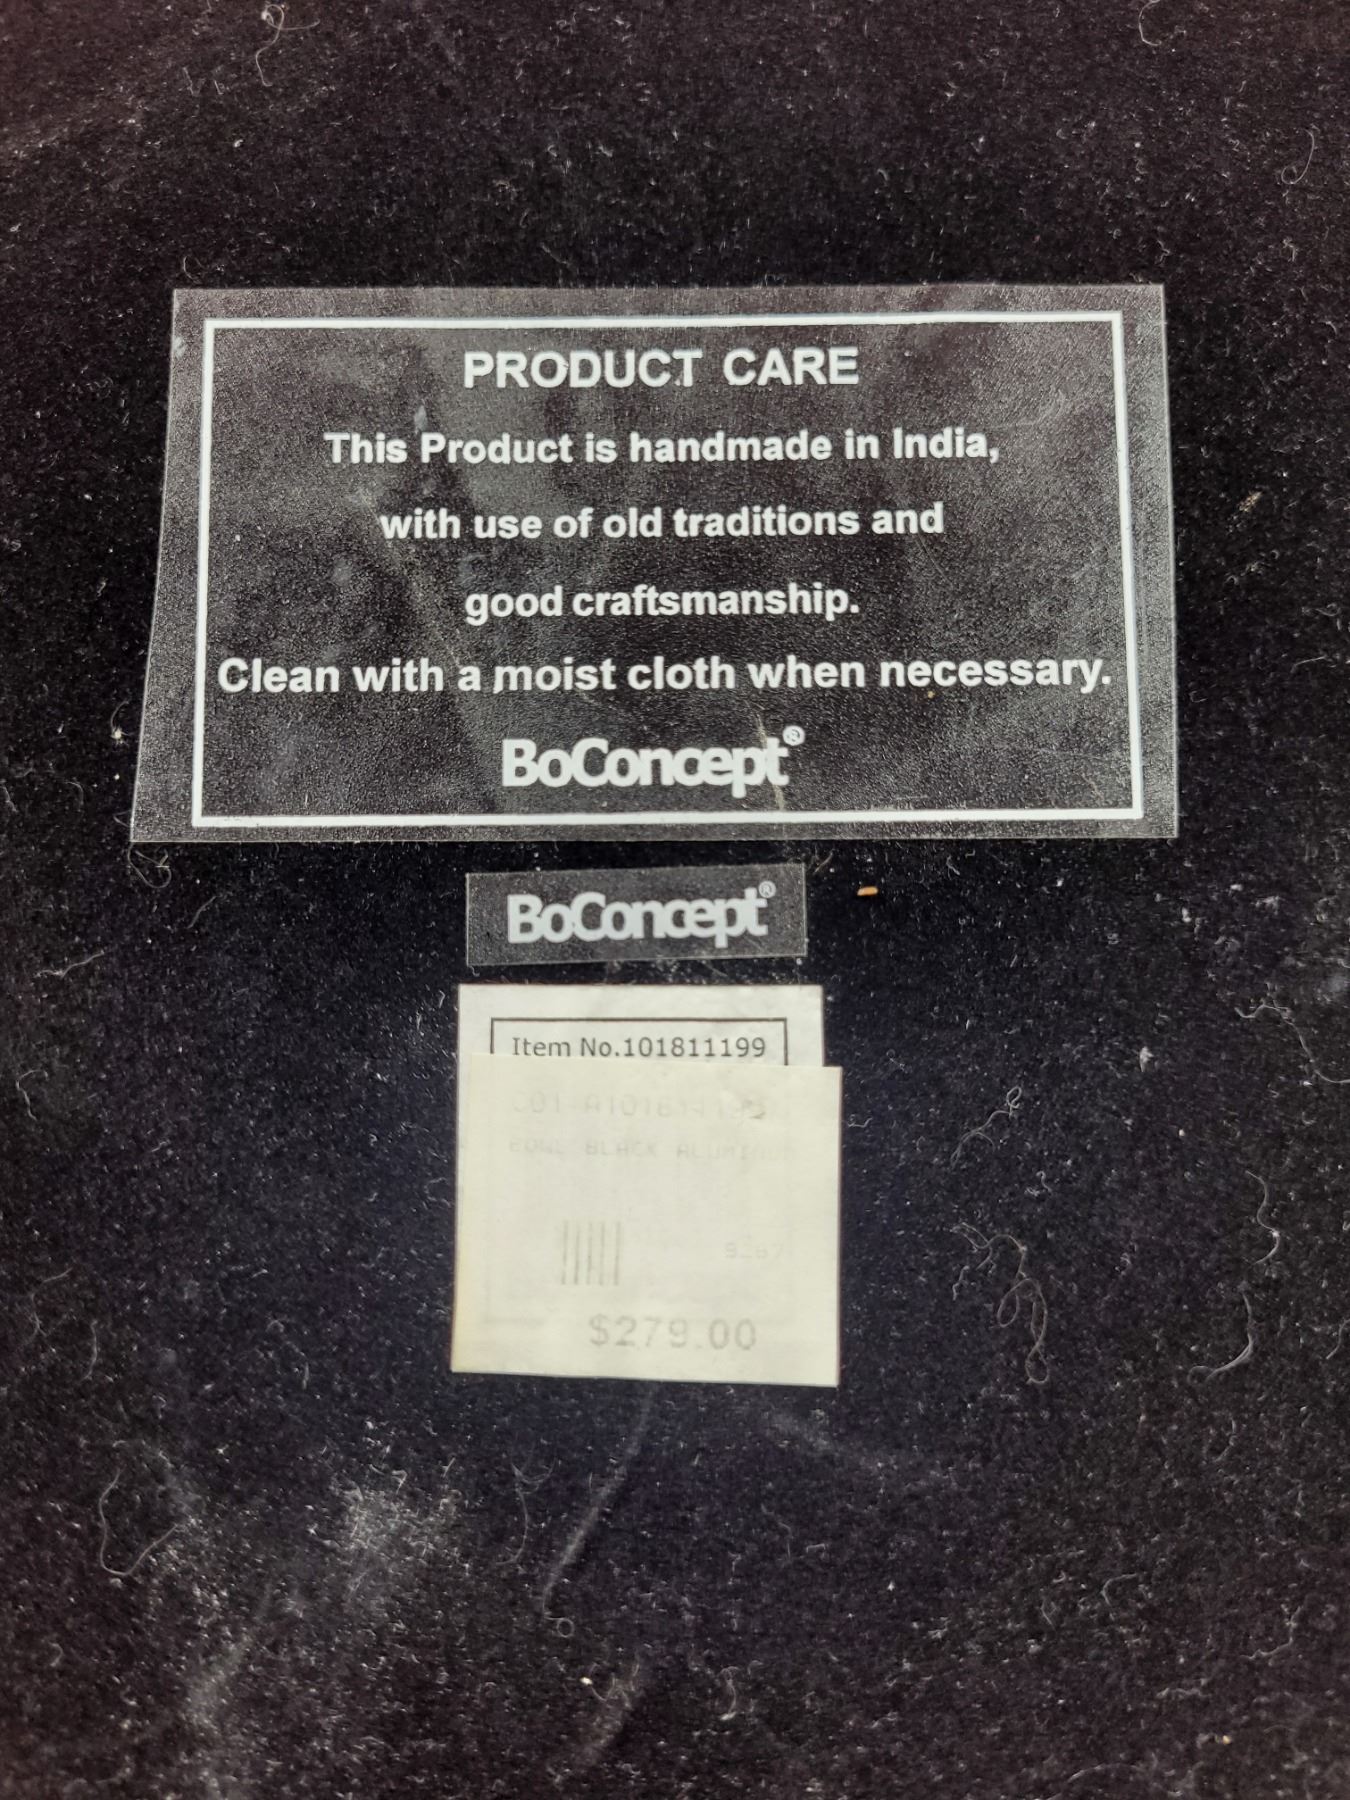 PRODUCT CARE
This Product is handmade in India,
with use of old traditions and
good craftsmanship.
Clean with a moist cloth when necessary.
BoConcept®
BoConcept®
Item No.101811199
BLACK
$279.00